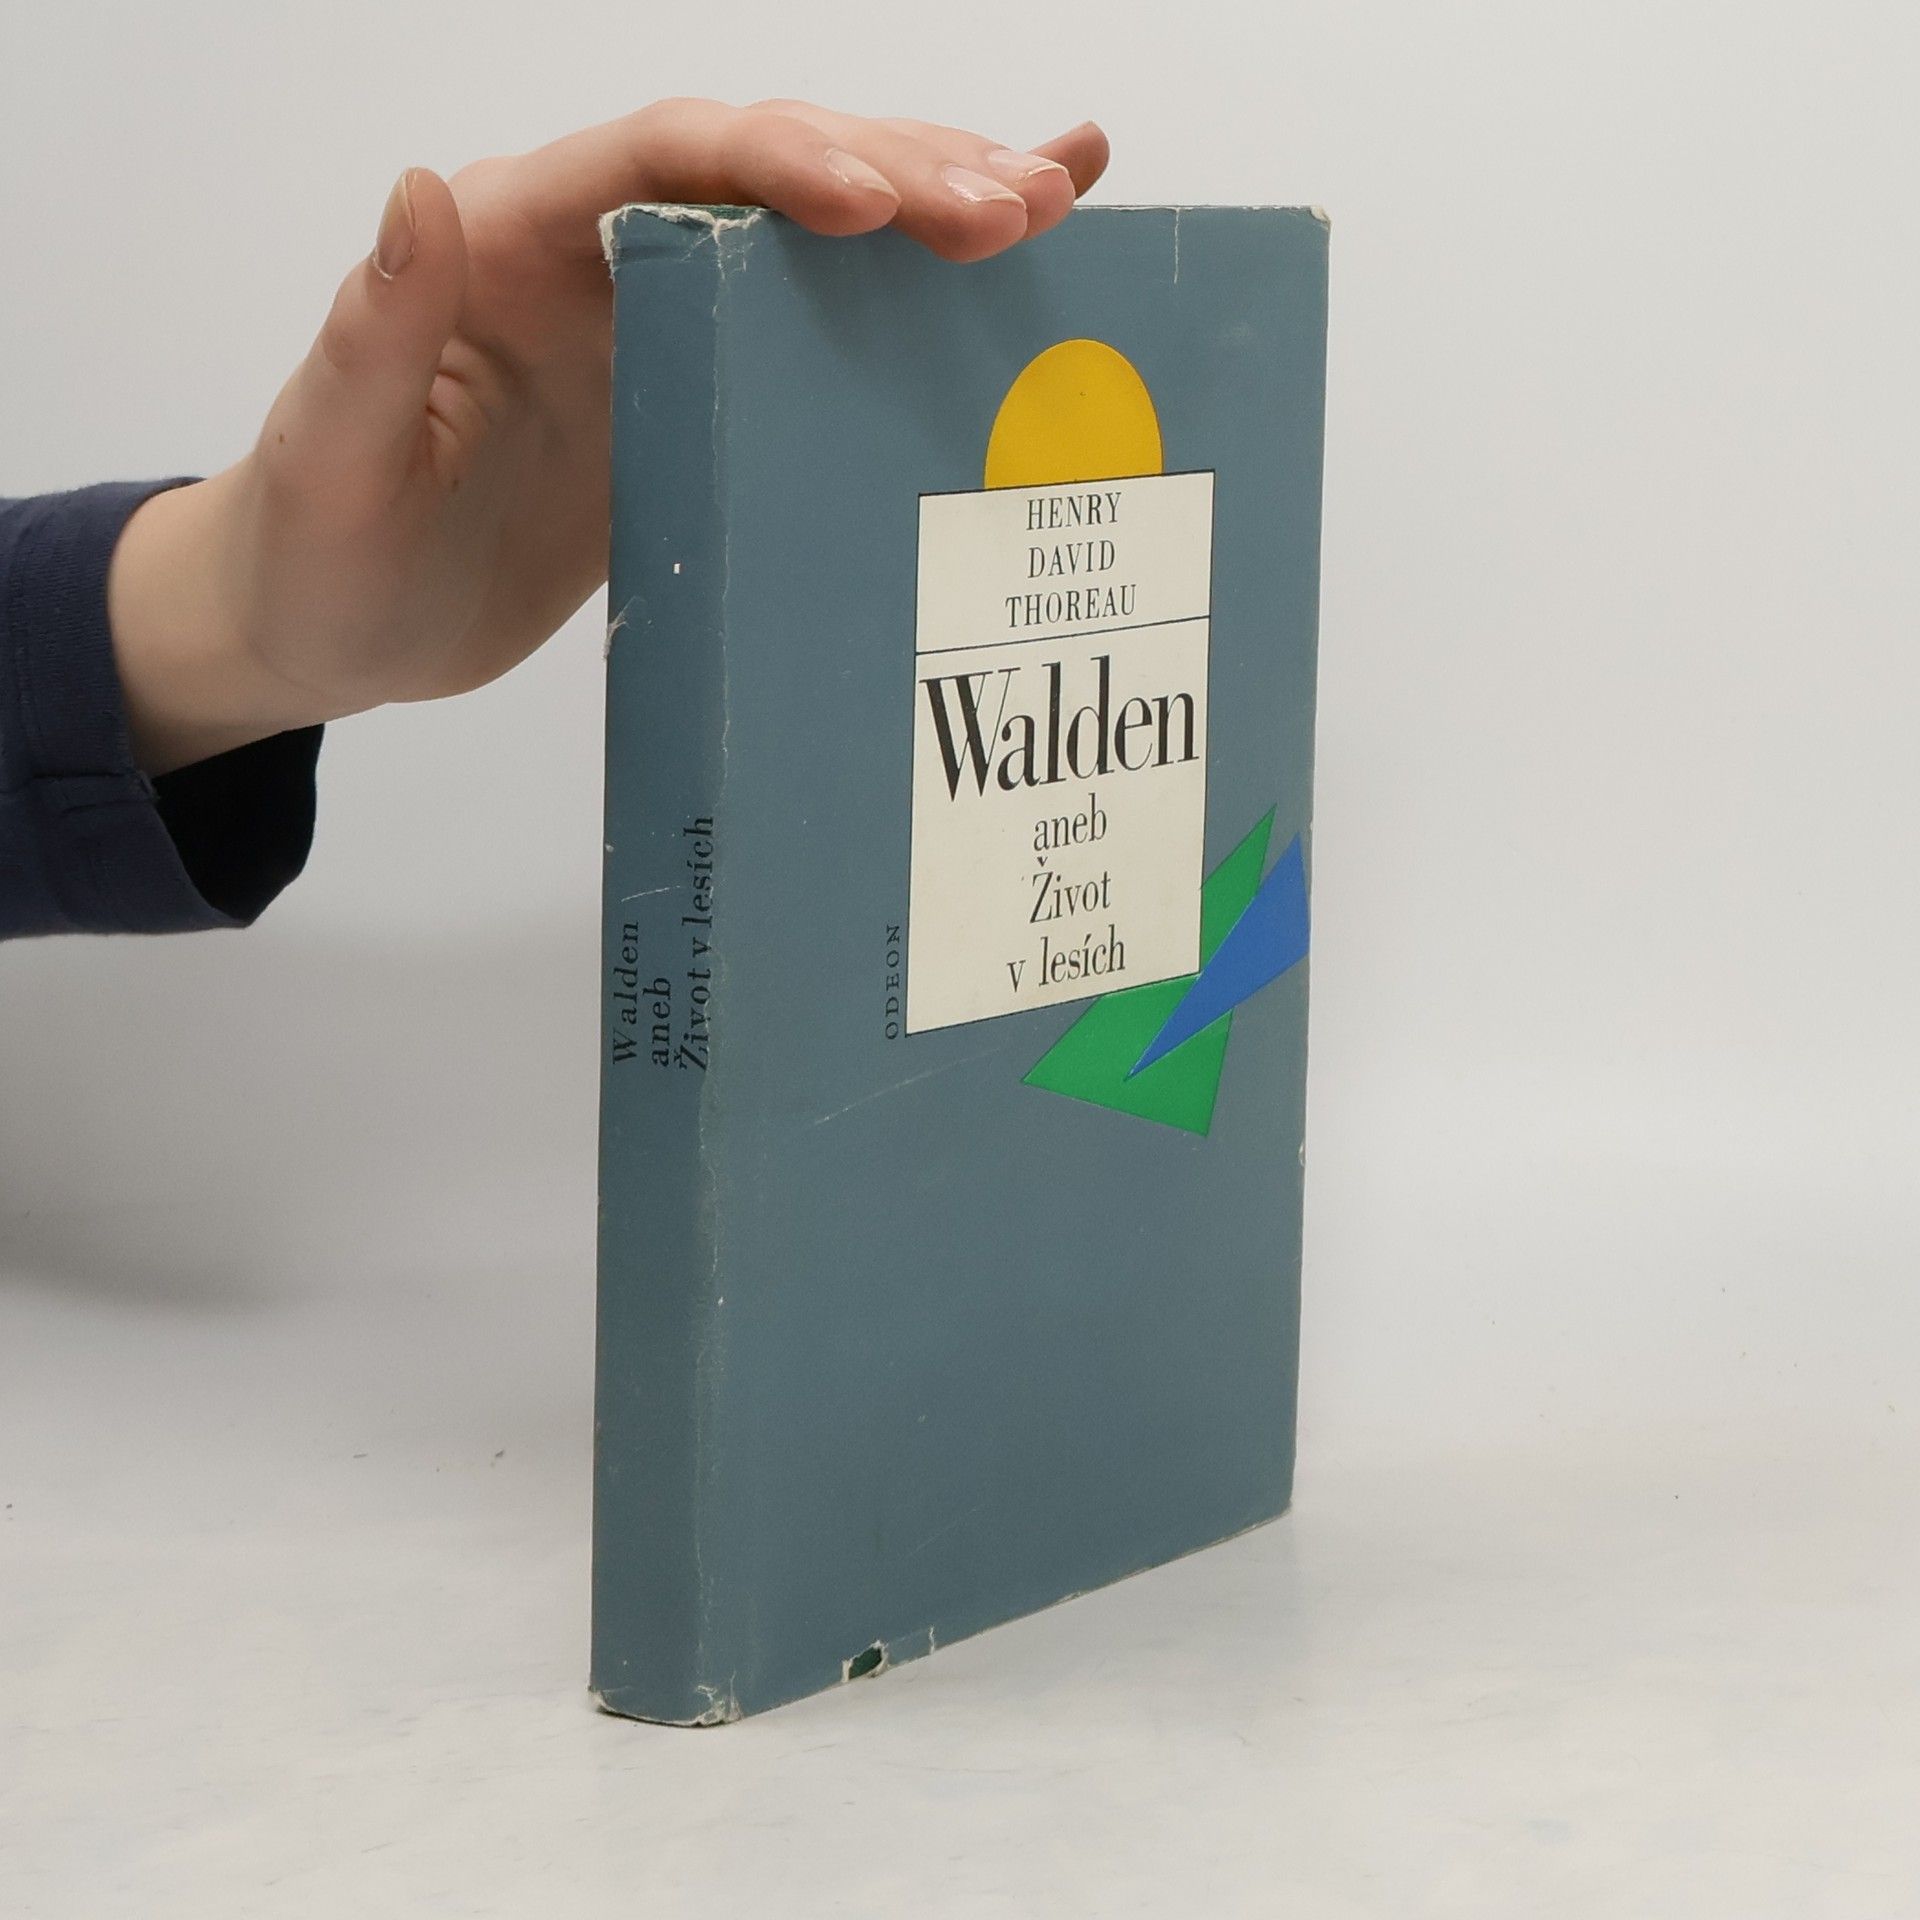 HENRY
DAVID
THOREAU
Walden
aneb
Život
v lesích
ODEON
Walden
aneb
Život v lesích